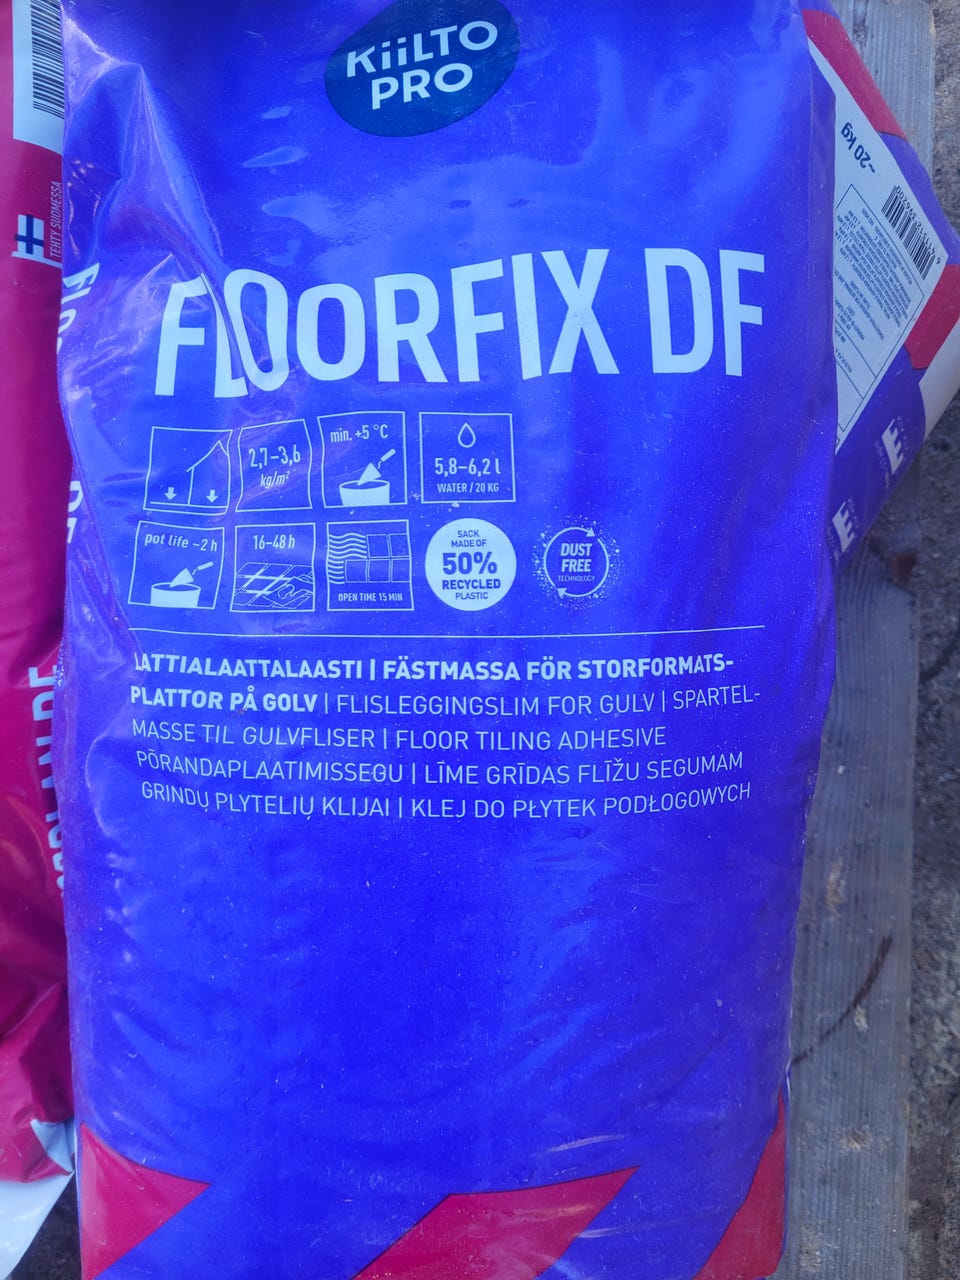 KiiLTO
PRO
TEHTY SUOMESSA
~20 kg
FLOORFIX DF
2,7–3,6
kg/m²
min. +5 °C
5,8–6,2 l
WATER / 20 KG
pot life ~2 h
16–48 h
OPEN TIME 15 MIN
SACK
MADE OF
50%
RECYCLED
PLASTIC
DUST
FREE
TECHNOLOGY
LATTIALAATTALAASTI | FÄSTMASSA FÖR STORFORMATS-
PLATTOR PÅ GOLV | FLISLEGGINGSLIM FOR GULV | SPARTEL-
MASSE TIL GULVFLISER | FLOOR TILING ADHESIVE
PÕRANDAPLAATIMISSEGU | LĪME GRĪDAS FLĪŽU SEGUMAM
GRINDŲ PLYTELIŲ KLIJAI | KLEJ DO PŁYTEK PODŁOGOWYCH